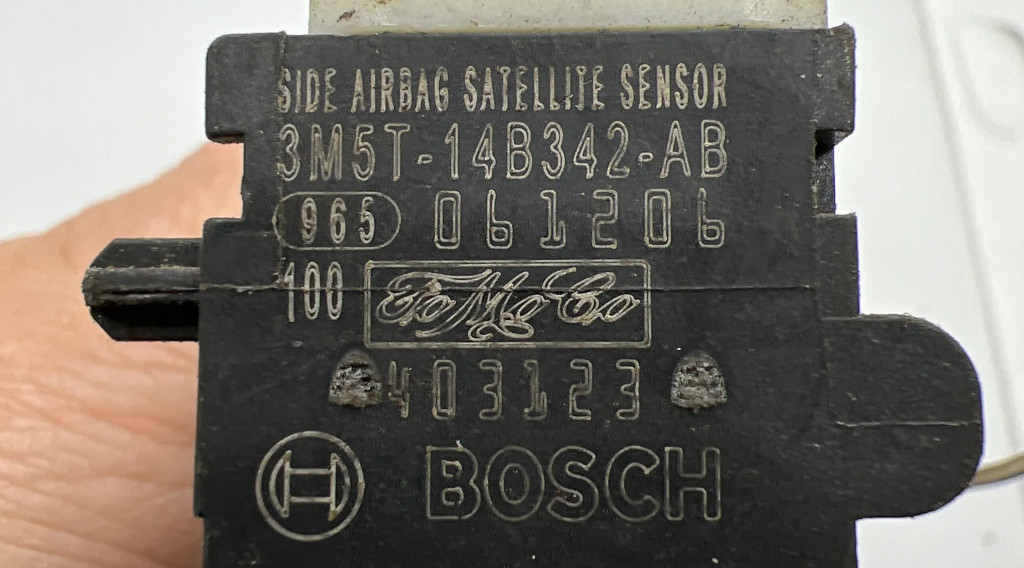 SIDE AIRBAG SATELLITE SENSOR
3M5T-14B342-AB
965 061206
100 FoMoCo
403123
BOSCH